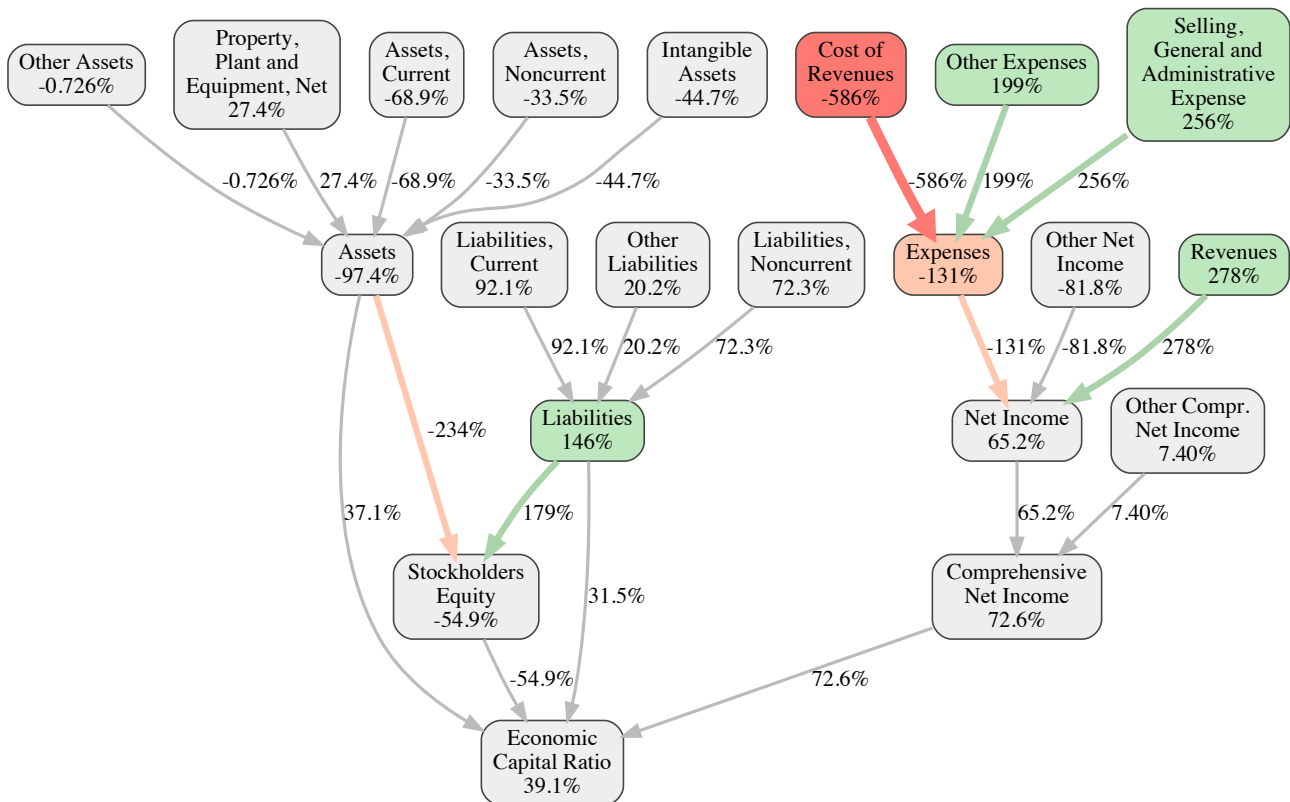 Other Assets
-0.726%
Property,
Plant and
Equipment, Net
27.4%
Assets,
Current
-68.9%
Assets,
Noncurrent
-33.5%
Intangible
Assets
-44.7%
Cost of
Revenues
-586%
Other Expenses
199%
Selling,
General and
Administrative
Expense
256%
-0.726%
27.4%
-68.9%
-33.5%
-44.7%
-586%
199%
256%
Assets
-97.4%
Liabilities,
Current
92.1%
Other
Liabilities
20.2%
Liabilities,
Noncurrent
72.3%
Expenses
-131%
Other Net
Income
-81.8%
Revenues
278%
92.1%
20.2%
72.3%
-131%
-81.8%
278%
-234%
Liabilities
146%
Net Income
65.2%
Other Compr.
Net Income
7.40%
37.1%
179%
65.2%
7.40%
Stockholders
Equity
-54.9%
31.5%
Comprehensive
Net Income
72.6%
-54.9%
72.6%
Economic
Capital Ratio
39.1%